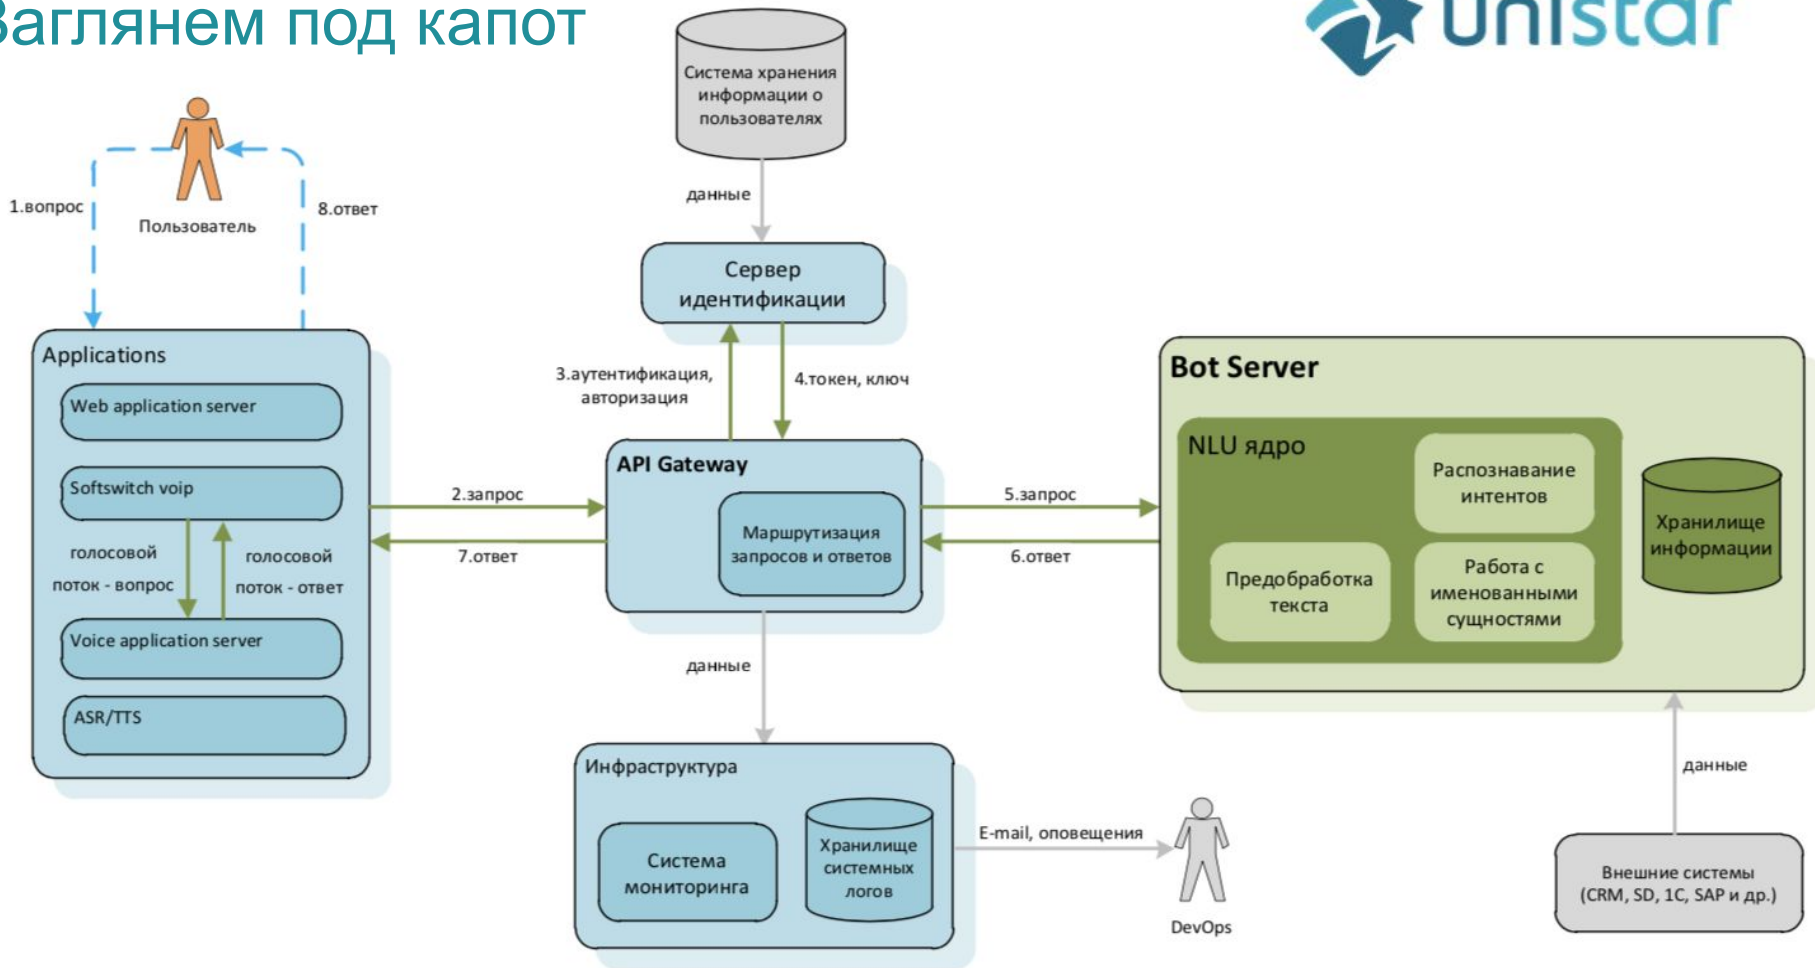 Заглянем под капот
unistar
Система хранения
информации о
пользователях
данные
1.вопрос
8.ответ
Пользователь
Сервер
идентификации
3.аутентификация,
авторизация
4.токен, ключ
Applications
Web application server
Softswitch voip
голосовой
поток - вопрос
голосовой
поток - ответ
Voice application server
ASR/TTS
2.запрос
7.ответ
API Gateway
Маршрутизация
запросов и ответов
5.запрос
6.ответ
Bot Server
NLU ядро
Распознавание
интентов
Предобработка
текста
Работа с
именованными
сущностями
Хранилище
информации
данные
Инфраструктура
Система
мониторинга
Хранилище
системных
логов
E-mail, оповещения
DevOps
данные
Внешние системы
(CRM, SD, 1C, SAP и др.)